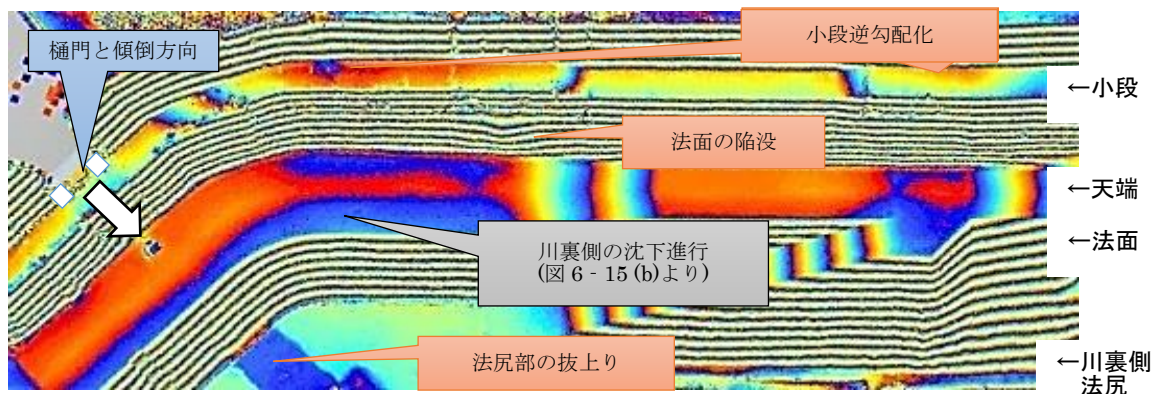 樋門と傾倒方向
小段逆勾配化
←小段
法面の陥没
←天端
川裏側の沈下進行
(図 6‐15 (b)より)
←法面
法尻部の抜上り
←川裏側
法尻